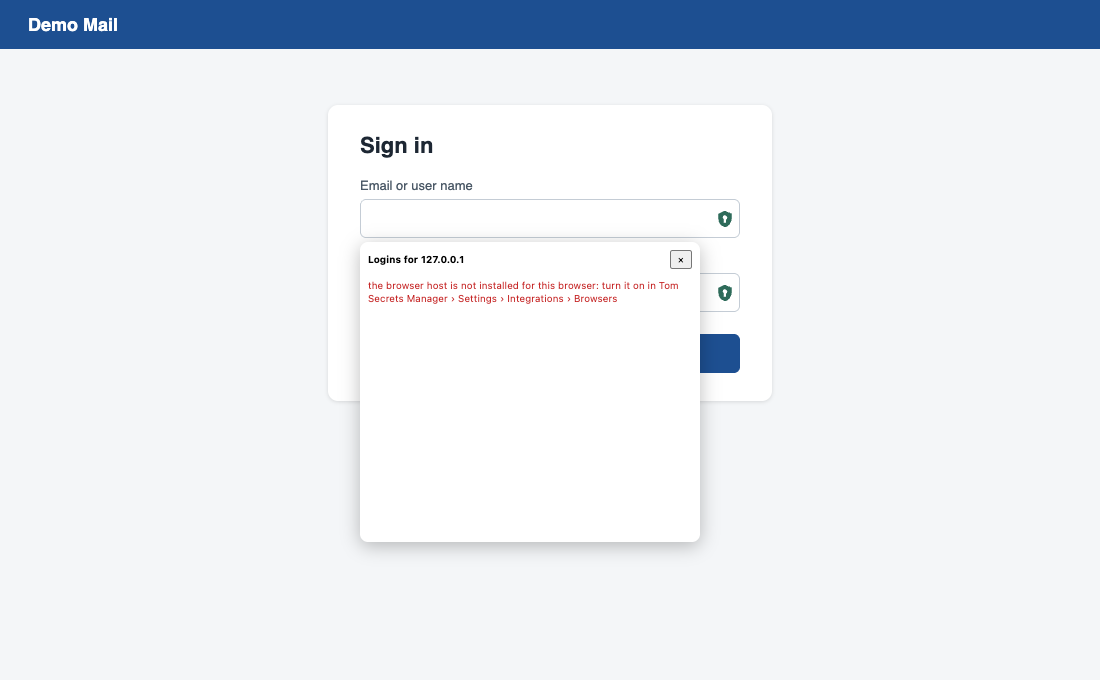 Demo Mail
Sign in
Email or user name
Logins for 127.0.0.1
×
the browser host is not installed for this browser: turn it on in Tom
Secrets Manager › Settings › Integrations › Browsers